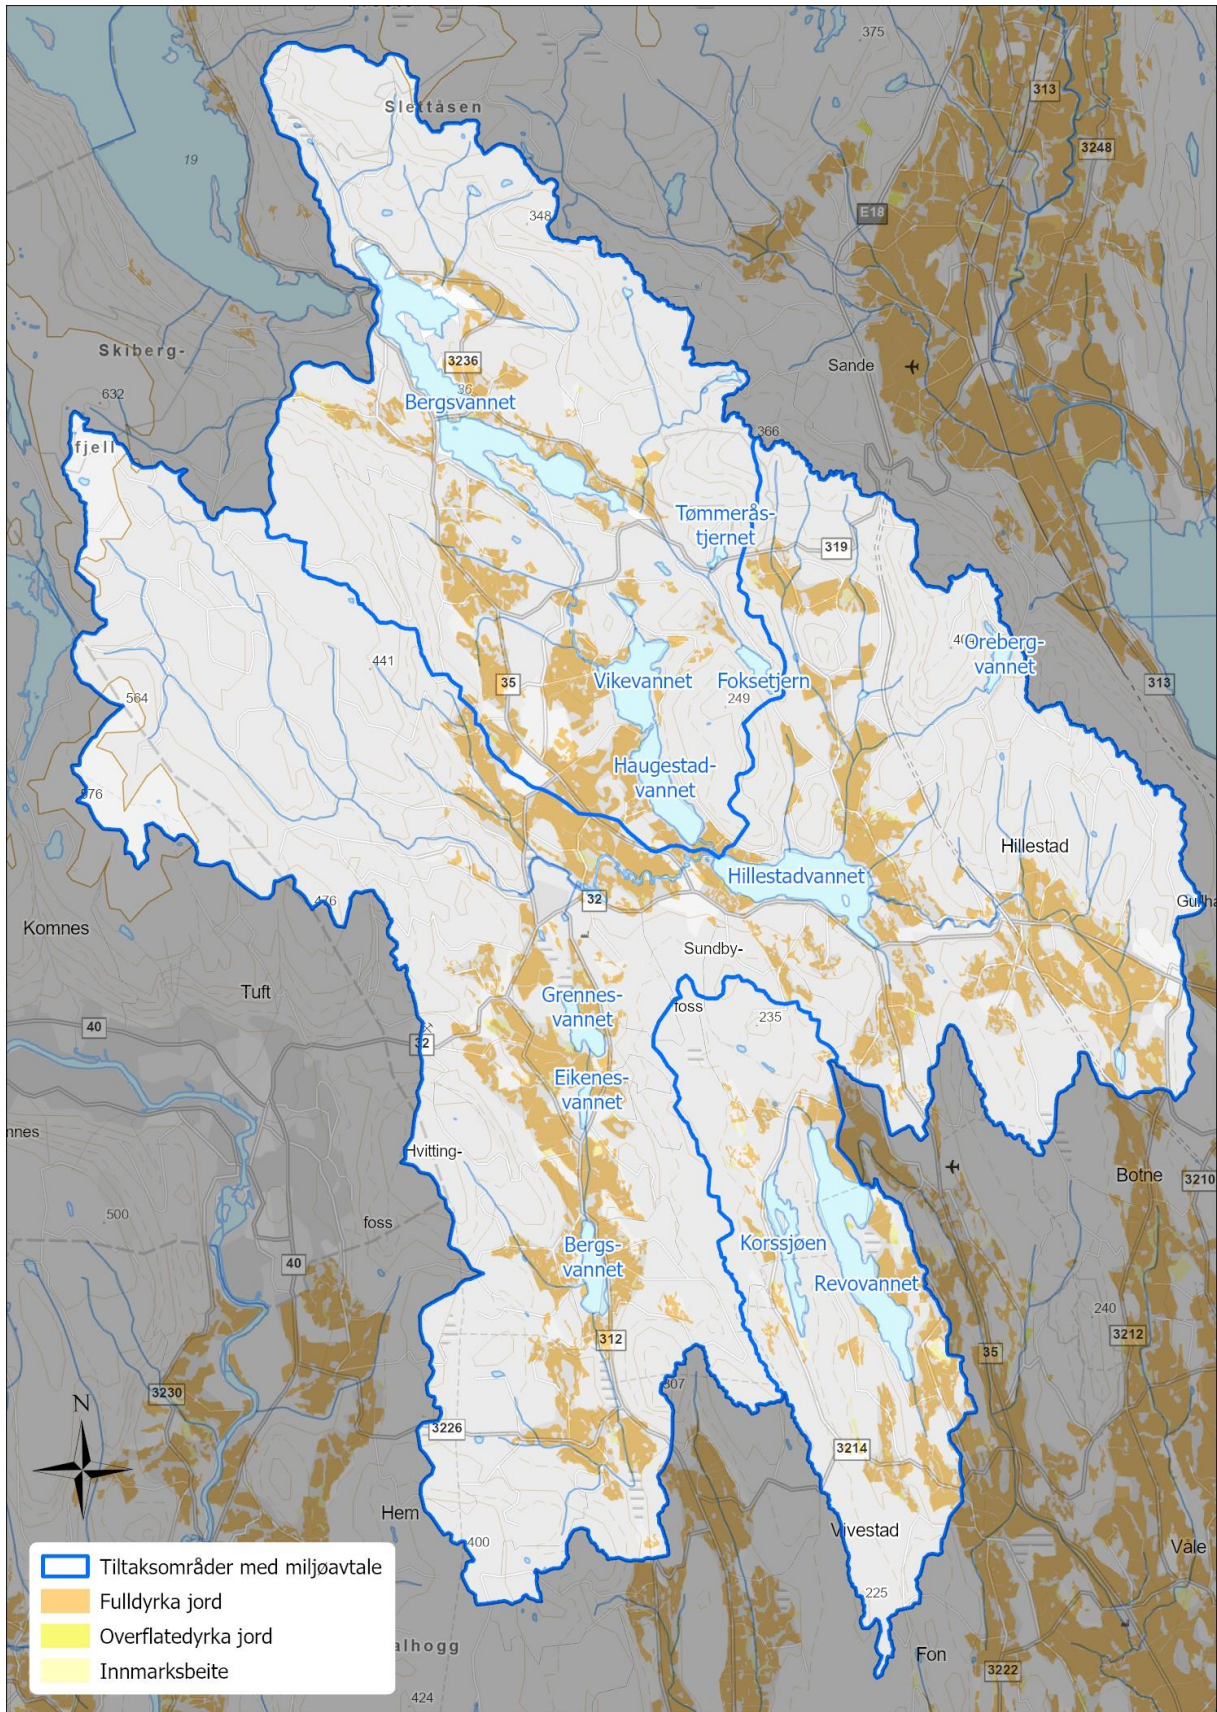 375
Slettåsen
313
3248
19
E18
348
Skiberg-
3236
Sande
86
632
Bergsvannet
366
fjell
Tømmerås-
tjernet
319
Oreberg-
vannet
441
35
Vikevannet
Foksetjern
313
564
249
Haugestad-
vannet
576
Hillestad
Hillestadvannet
476
32
Komnes
Sundby-
Tuft
Grennes-
vannet
foss
235
40
32
Eikenes-
vannet
Hvitting-
Botne
3210
500
foss
Korssjøen
Bergs-
vannet
40
Revovannet
240
312
3212
35
3230
307
N
3226
3214
Hem
Vivestad
400
Våle
225
Fon
3222
424
Tiltaksområder med miljøavtale
Fulldyrka jord
Overflatedyrka jord
Innmarksbeite